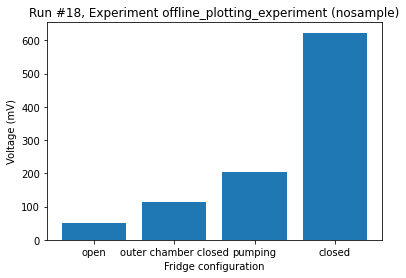 Run #18, Experiment offline_plotting_experiment (nosample)
600
500
400
300
200
100
0
Voltage (mV)
open outer chamber closed pumping closed
Fridge configuration